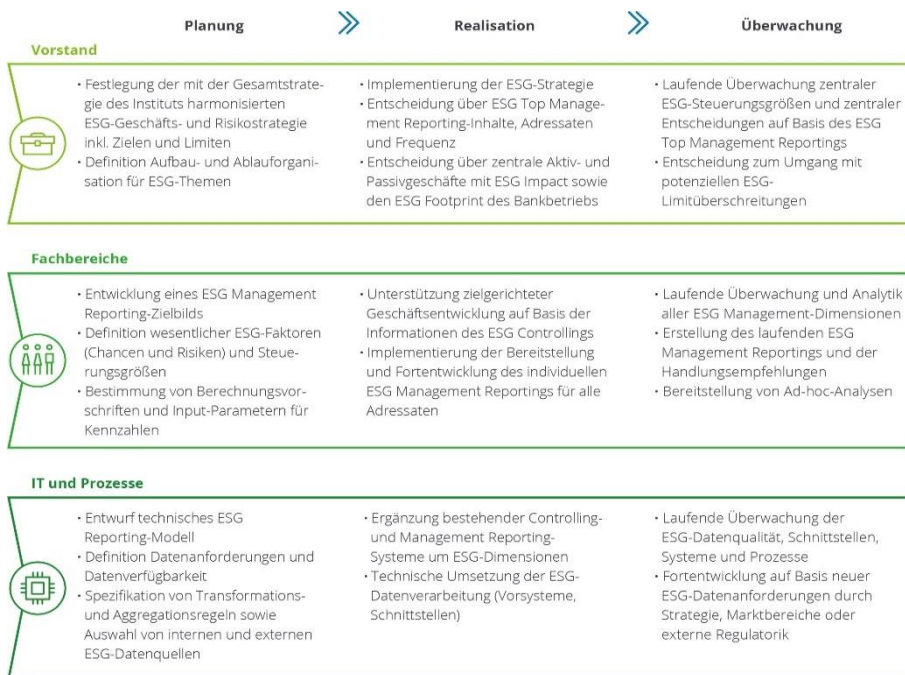 Planung
Realisation
Überwachung
Vorstand
• Festlegung der mit der Gesamtstrate-
gie des Instituts harmonisierten
ESG-Geschäfts- und Risikostrategie
inkl. Zielen und Limiten
• Definition Aufbau- und Ablauforgani-
sation für ESG-Themen
• Implementierung der ESG-Strategie
• Entscheidung über ESG Top Manage-
ment Reporting-Inhalte, Adressaten
und Frequenz
• Entscheidung über zentrale Aktiv- und
Passivgeschäfte mit ESG Impact sowie
den ESG Footprint des Bankbetriebs
• Laufende Überwachung zentraler
ESG-Steuerungsgrößen und zentraler
Entscheidungen auf Basis des ESG
Top Management Reportings
• Entscheidung zum Umgang mit
potenziellen ESG-
Limitüberschreitungen
Fachbereiche
• Entwicklung eines ESG Management
Reporting-Zielbilds
• Definition wesentlicher ESG-Faktoren
(Chancen und Risiken) und Steue-
rungsgrößen
• Bestimmung von Berechnungsvor-
schriften und Input-Parametern für
Kennzahlen
• Unterstützung zielgerichteter
Geschäftsentwicklung auf Basis der
Informationen des ESG Controllings
• Implementierung der Bereitstellung
und Fortentwicklung des individuellen
ESG Management Reportings für alle
Adressaten
• Laufende Überwachung und Analytik
aller ESG Management-Dimensionen
• Erstellung des laufenden ESG
Management Reportings und der
Handlungsempfehlungen
• Bereitstellung von Ad-hoc-Analysen
IT und Prozesse
• Entwurf technisches ESG
Reporting-Modell
• Definition Datenanforderungen und
Datenverfügbarkeit
• Spezifikation von Transformations-
und Aggregationsregeln sowie
Auswahl von internen und externen
ESG-Datenquellen
• Ergänzung bestehender Controlling-
und Management Reporting-
Systeme um ESG-Dimensionen
• Technische Umsetzung der ESG-
Datenverarbeitung (Vorsysteme,
Schnittstellen)
• Laufende Überwachung der
ESG-Datenqualität, Schnittstellen,
Systeme und Prozesse
• Fortentwicklung auf Basis neuer
ESG-Datenanforderungen durch
Strategie, Marktbereiche oder
externe Regulatorik